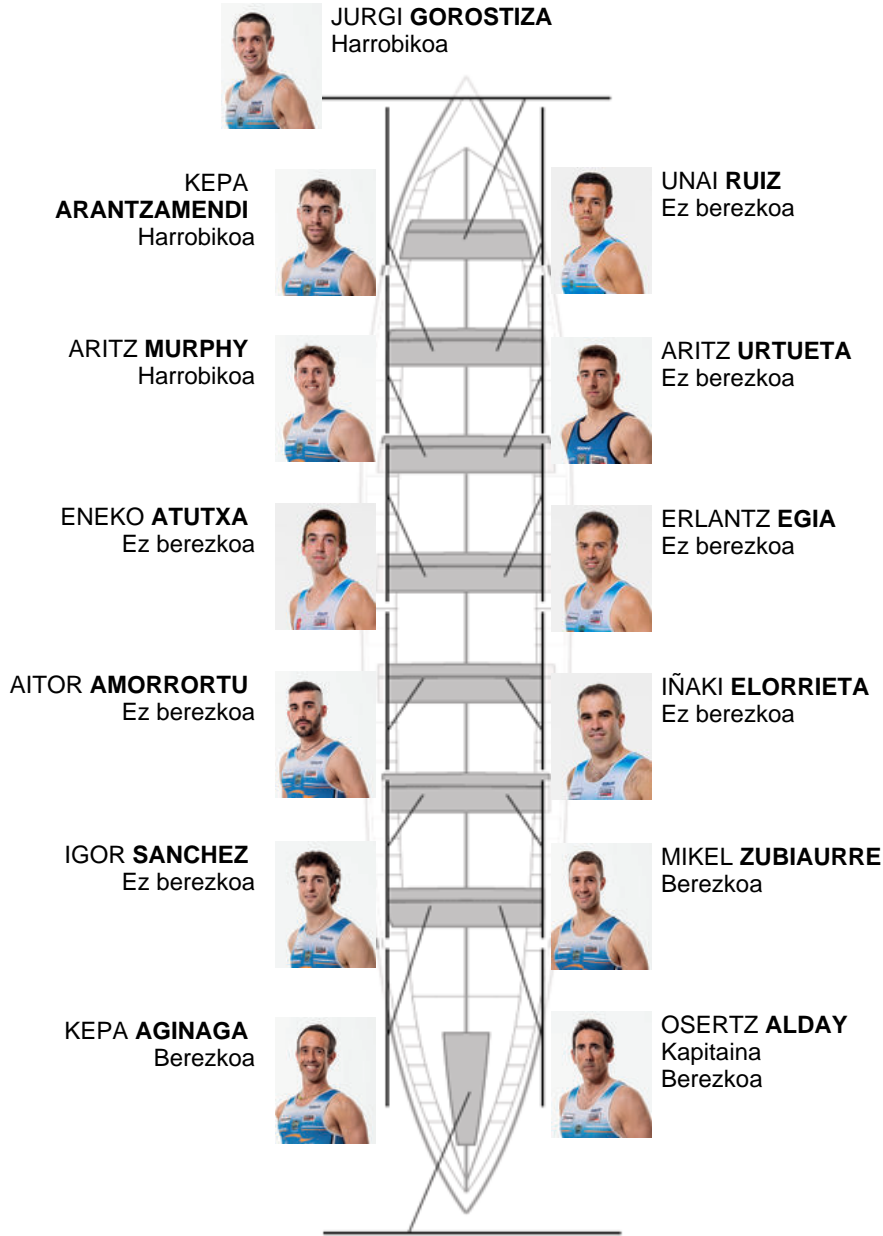 JURGI GOROSTIZA
Harrobikoa
KEPA
ARANTZAMENDI
Harrobikoa
UNAI RUIZ
Ez berezkoa
ARITZ MURPHY
Harrobikoa
ARITZ URTUETA
Ez berezkoa
ENEKO ATUTXA
Ez berezkoa
ERLANTZ EGIA
Ez berezkoa
AITOR AMORRORTU
Ez berezkoa
IÑAKI ELORRIETA
Ez berezkoa
IGOR SANCHEZ
Ez berezkoa
MIKEL ZUBIAURRE
Berezkoa
KEPA AGINAGA
Berezkoa
OSERTZ ALDAY
Kapitaina
Berezkoa